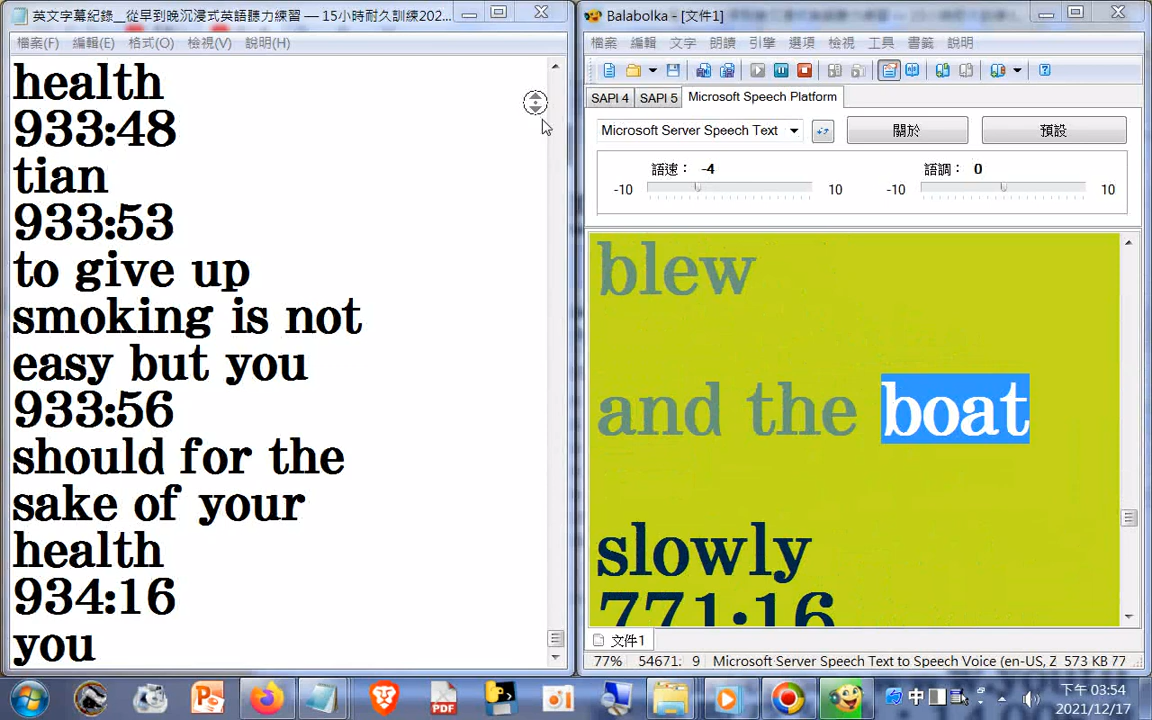 英文字幕紀錄__從早到晚沉浸式英語聽力練習 — 15小時耐久訓練202...
檔案(F) 編輯(E) 格式(O) 檢視(V) 說明(H)
health
933:48
tian
933:53
to give up
smoking is not
easy but you
933:56
should for the
sake of your
health
934:16
you
Balabolka - [文件1]
檔案 編輯 文字 朗讀 引擎 選項 檢視 工具 書籤 說明
SAPI 4 SAPI 5 Microsoft Speech Platform
Microsoft Server Speech Text 關於 預設
語速： -4 語調： 0
-10 10 -10 10
blew
and the boat
slowly
771:16
文件1
77% 54671: 9 Microsoft Server Speech Text to Speech Voice (en-US, Z 573 KB 77
中 下午 03:54
2021/12/17